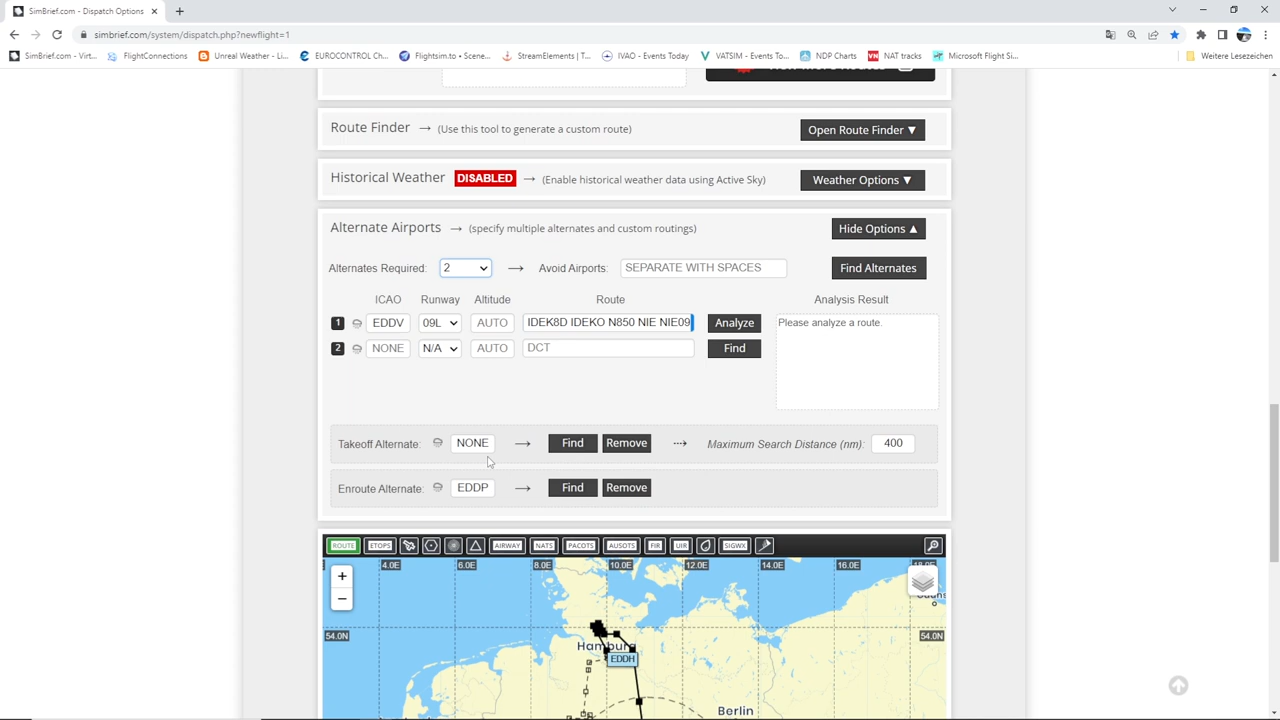 SimBrief.com - Dispatch Options
simbrief.com/system/dispatch.php?newflight=1
SimBrief.com - Virt... FlightConnections Unreal Weather - Li... EUROCONTROL Ch... Flightsim.to • Scene... StreamElements | T... IVAO - Events Today VATSIM - Events To... NDP Charts NAT tracks Microsoft Flight Si... Weitere Lesezeichen
Route Finder → (Use this tool to generate a custom route) Open Route Finder ▼
Historical Weather DISABLED → (Enable historical weather data using Active Sky) Weather Options ▼
Alternate Airports → (specify multiple alternates and custom routings) Hide Options ▲
Alternates Required: 2 → Avoid Airports: SEPARATE WITH SPACES Find Alternates
ICAO Runway Altitude Route Analysis Result
1 EDDV 09L AUTO IDEK8D IDEKO N850 NIE NIE09 Analyze Please analyze a route.
2 NONE N/A AUTO DCT Find
Takeoff Alternate: NONE → Find Remove Maximum Search Distance (nm): 400
Enroute Alternate: EDDP → Find Remove
ROUTE ETOPS AIRWAY NATS PACOTS AUSOTS FIR UIR SIGWX
4.0E 6.0E 8.0E 10.0E 12.0E 14.0E 16.0E 18.0E
+
−
54.0N 54.0N
Hamburg
EDDH
Berlin